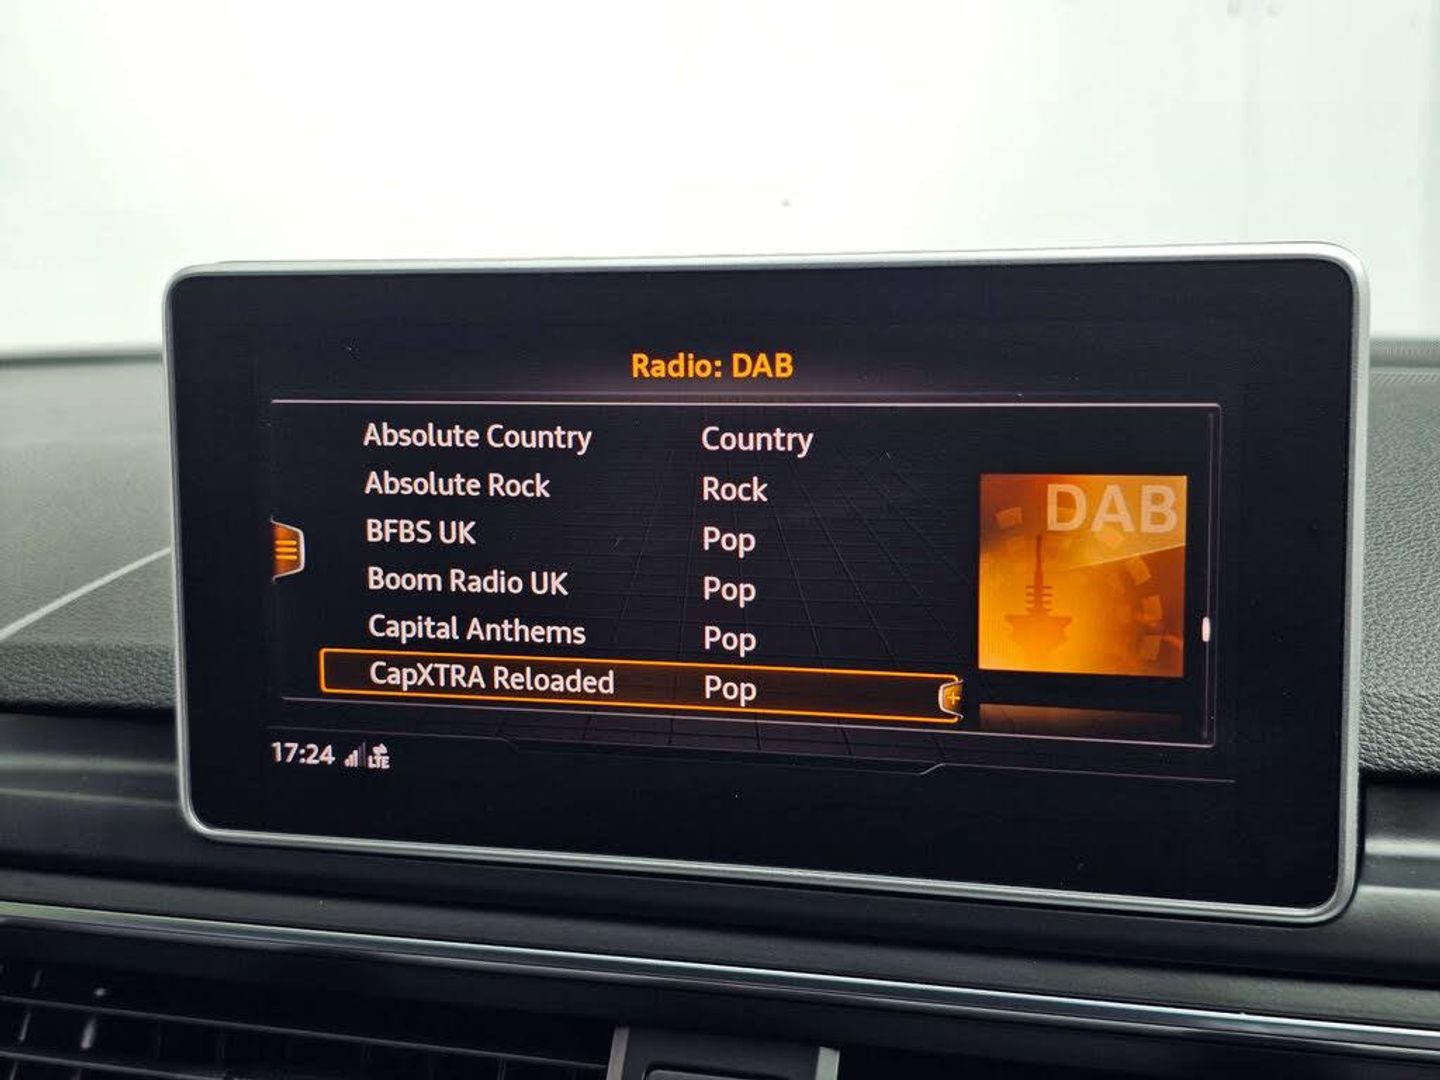 Radio: DAB
Absolute Country Country
Absolute Rock Rock
BFBS UK Pop
Boom Radio UK Pop
Capital Anthems Pop
CapXTRA Reloaded Pop
DAB
17:24 LTE